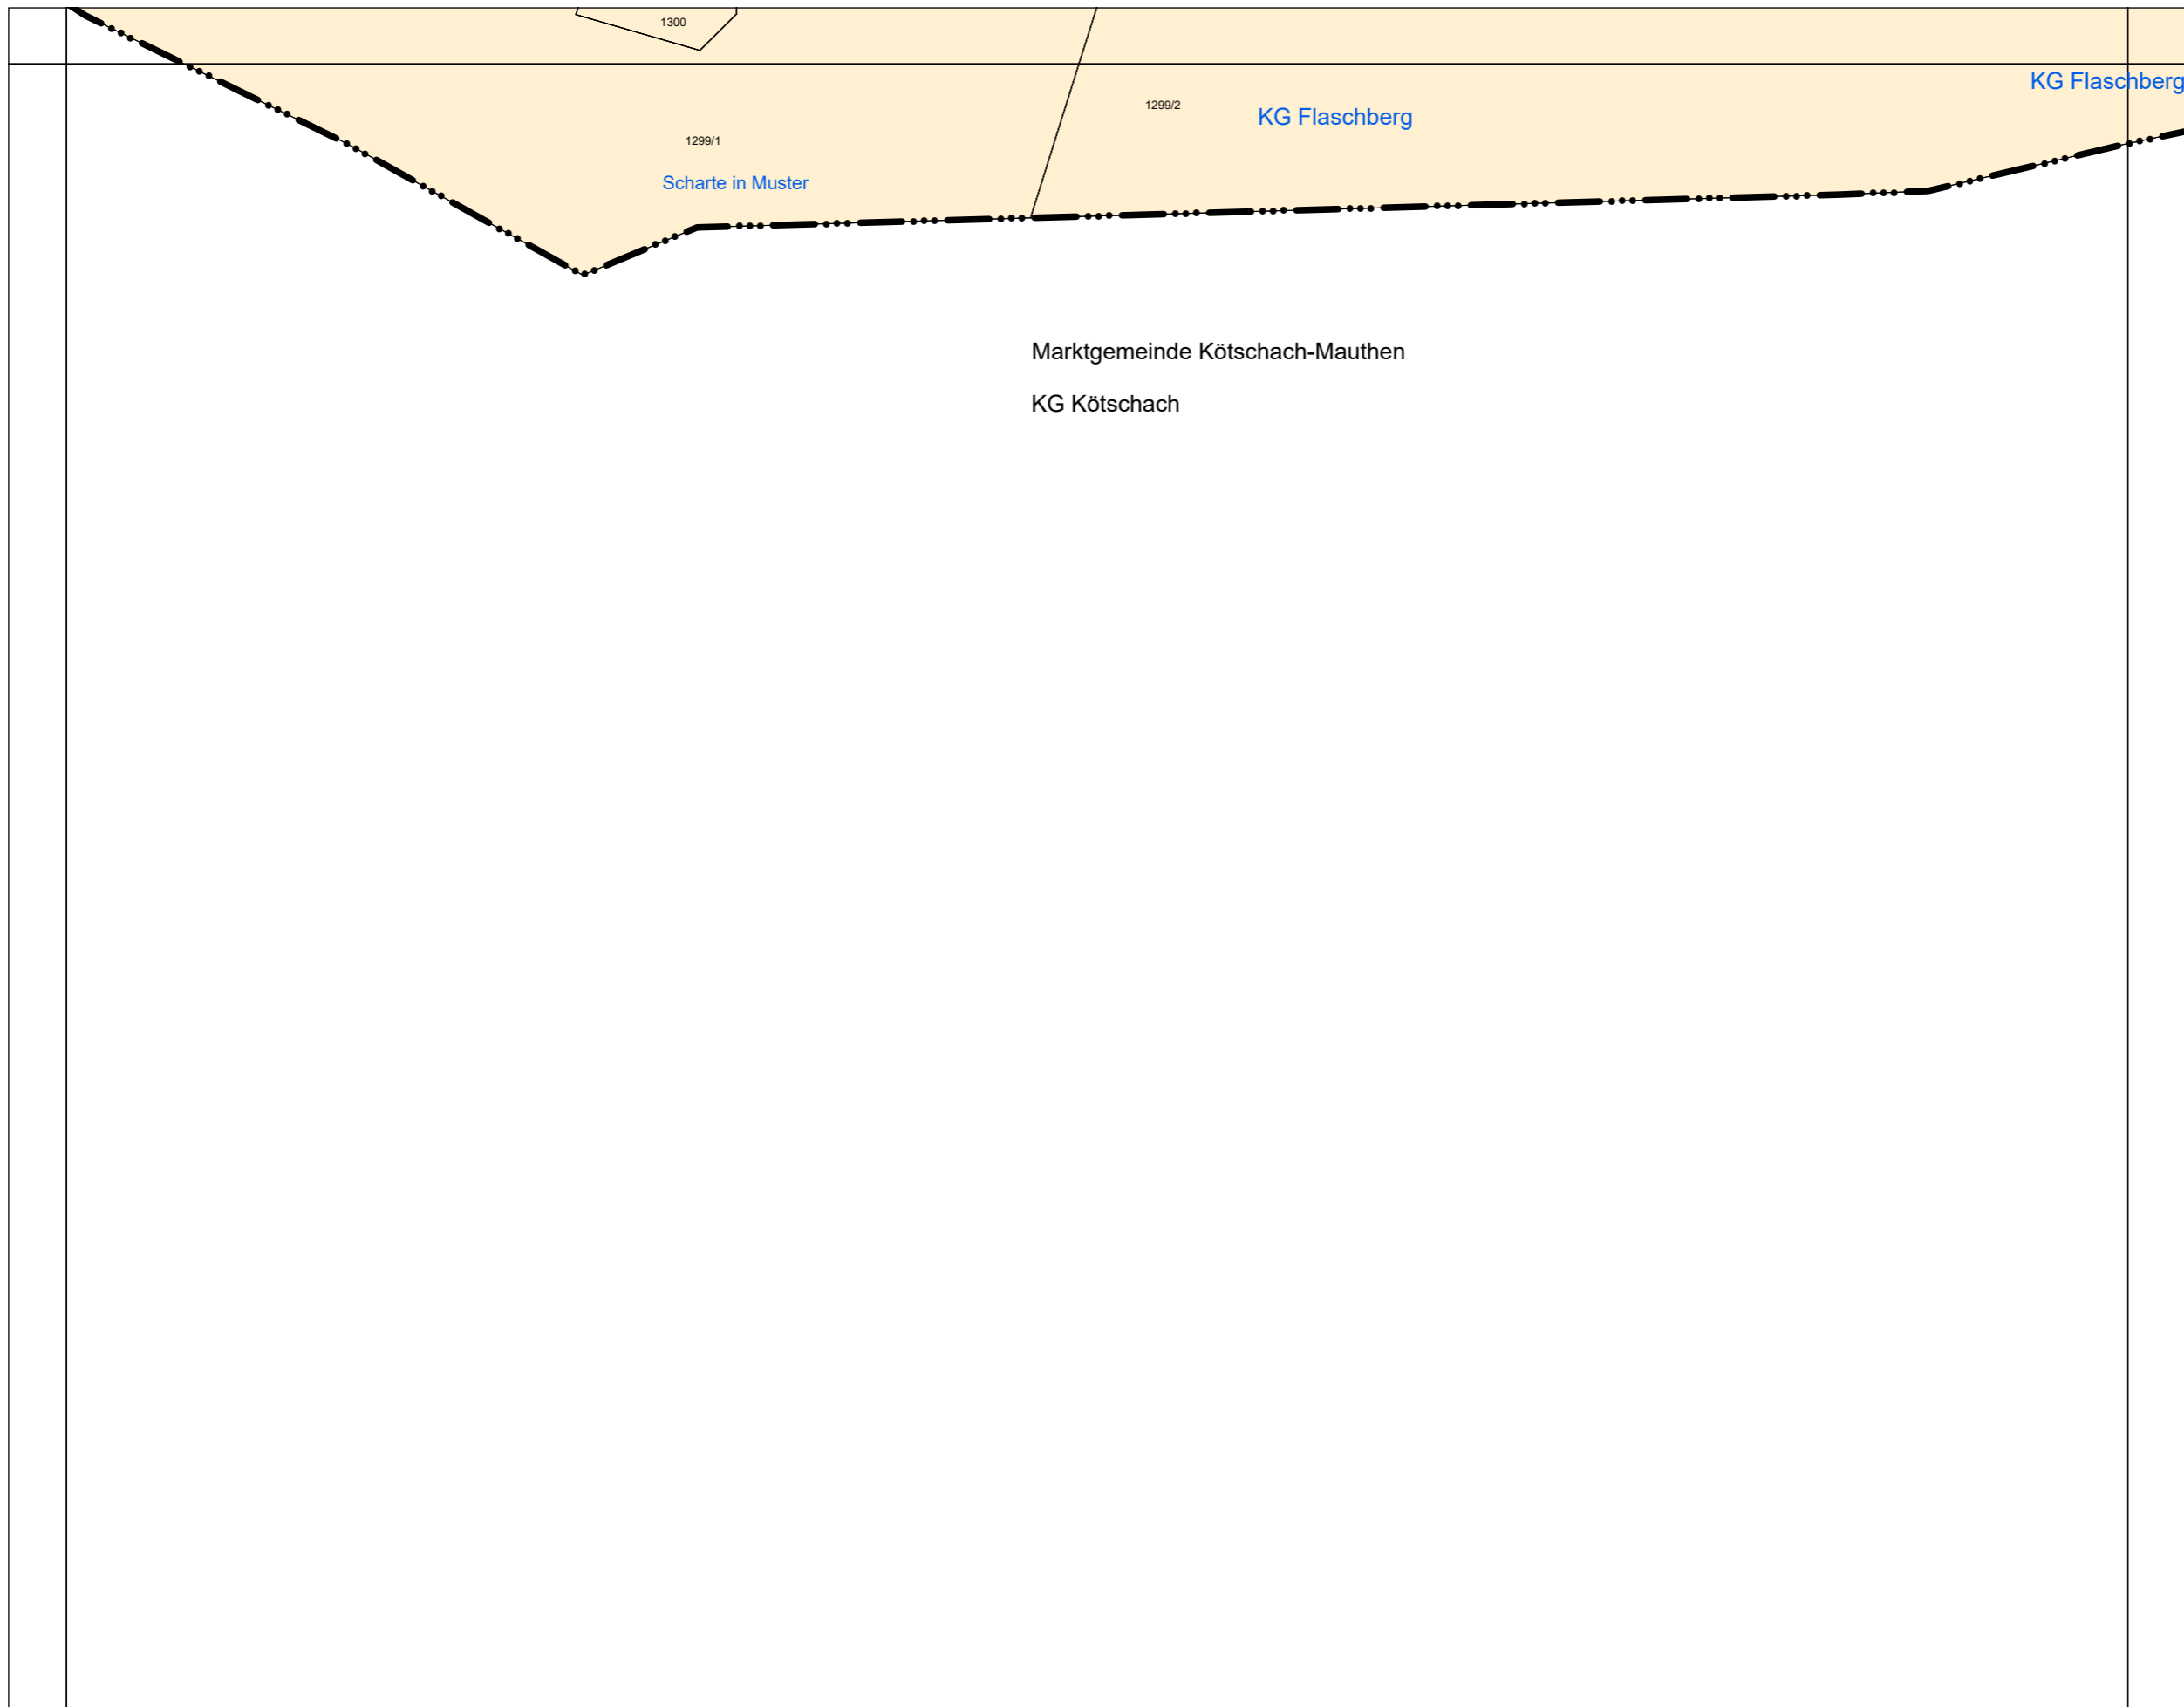 1300
KG Flaschberg
1299/2
KG Flaschberg
1299/1
Scharte in Muster
Marktgemeinde Kötschach-Mauthen
KG Kötschach